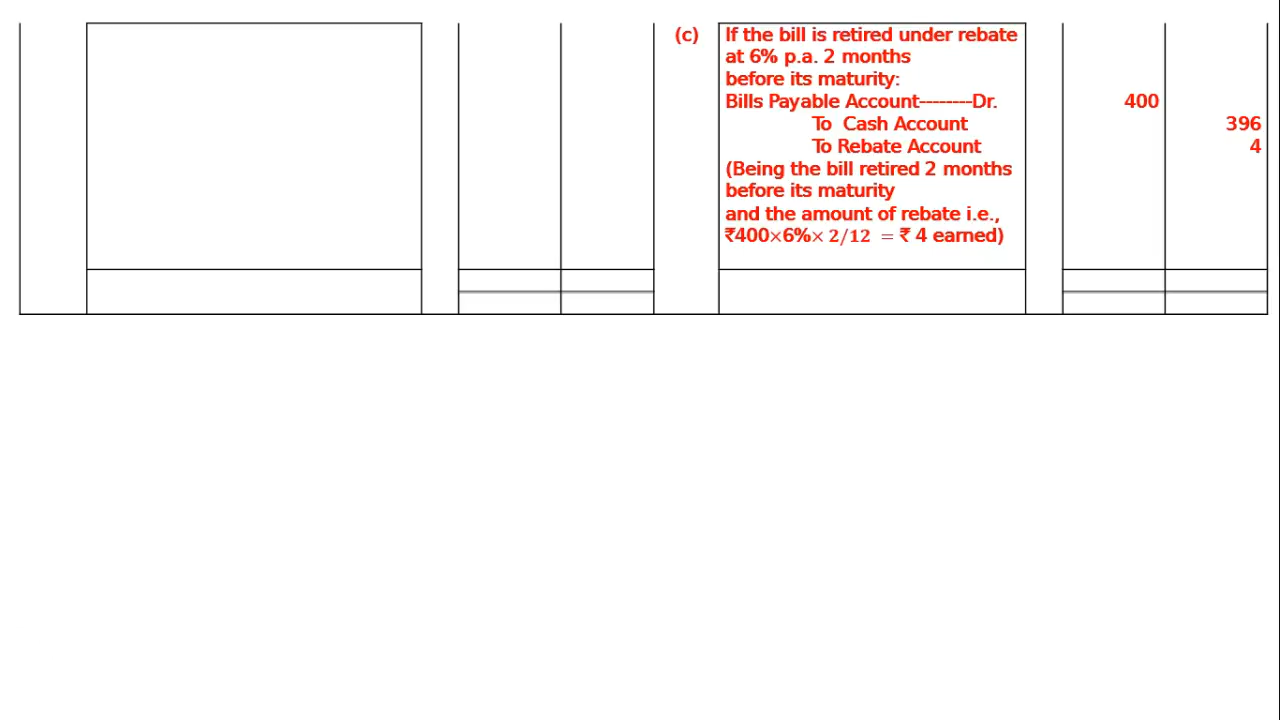 (c) If the bill is retired under rebate
at 6% p.a. 2 months
before its maturity:
Bills Payable Account--------Dr. 400
To Cash Account 396
To Rebate Account 4
(Being the bill retired 2 months
before its maturity
and the amount of rebate i.e.,
₹400×6%× 2/12 = ₹ 4 earned)